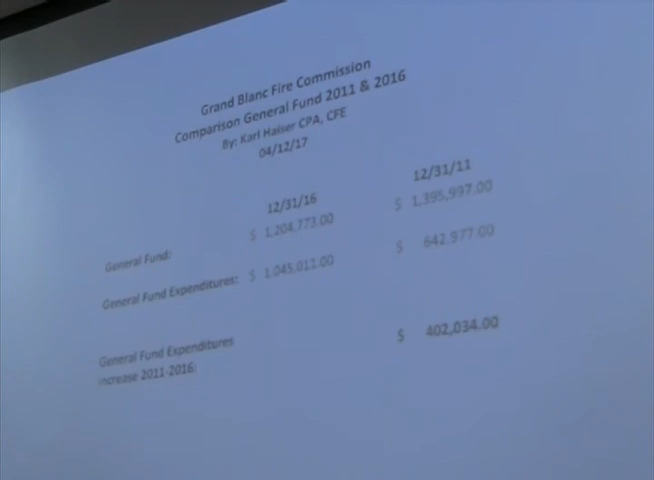 Grand Blanc Fire Commission
Comparison General Fund 2011 & 2016
By: Karl Haiser CPA, CFE
04/12/17
12/31/16 12/31/11
General Fund: $ 1,204,773.00 $ 1,395,997.00
General Fund Expenditures: $ 1,045,011.00 $ 642,977.00
General Fund Expenditures
increase 2011-2016: $ 402,034.00